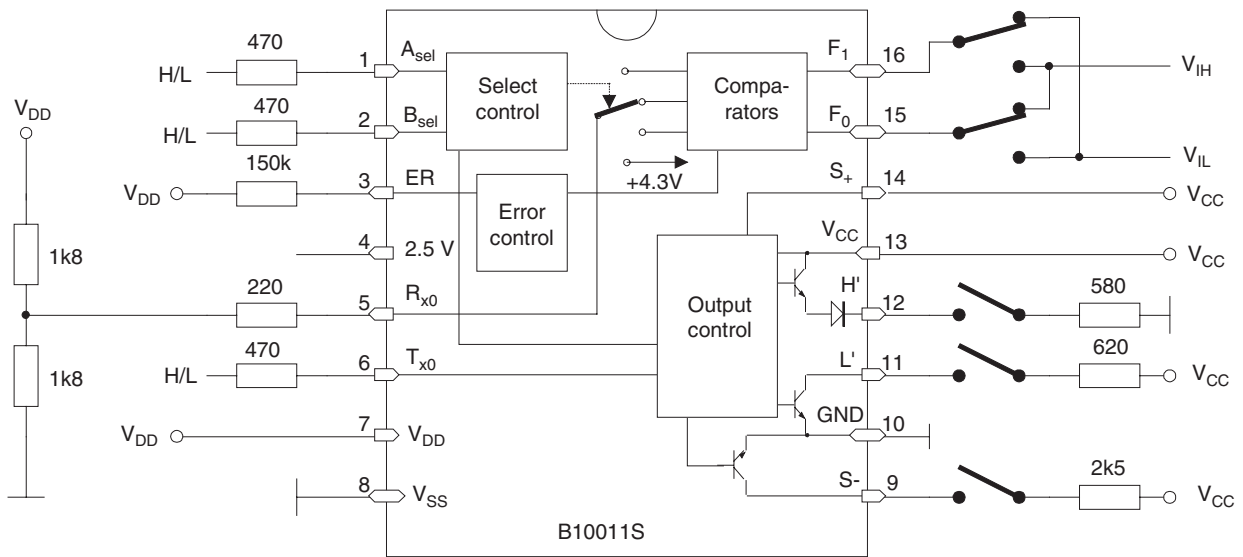 470
1
A_sel
H/L
470
2
B_sel
H/L
V_DD
150k
3
ER
V_DD
4
2.5 V
1k8
220
5
R_x0
470
6
T_x0
H/L
1k8
7
V_DD
V_DD
8
V_SS
Select
control
Compa-
rators
+4.3V
Error
control
Output
control
B10011S
F_1
16
V_IH
F_0
15
V_IL
S_+
14
V_CC
V_CC
13
V_CC
H'
12
580
L'
11
620
V_CC
GND
10
S-
9
2k5
V_CC